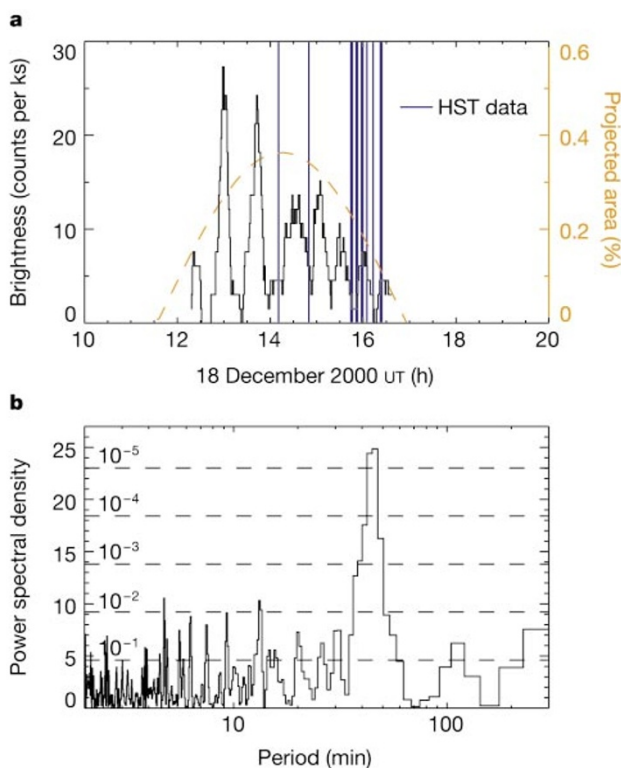 a
30
20
10
0
Brightness (counts per ks)
HST data
0.6
0.4
0.2
0
Projected area (%)
10 12 14 16 18 20
18 December 2000 UT (h)
b
25
20
15
10
5
0
Power spectral density
10⁻⁵
10⁻⁴
10⁻³
10⁻²
10⁻¹
10 100
Period (min)